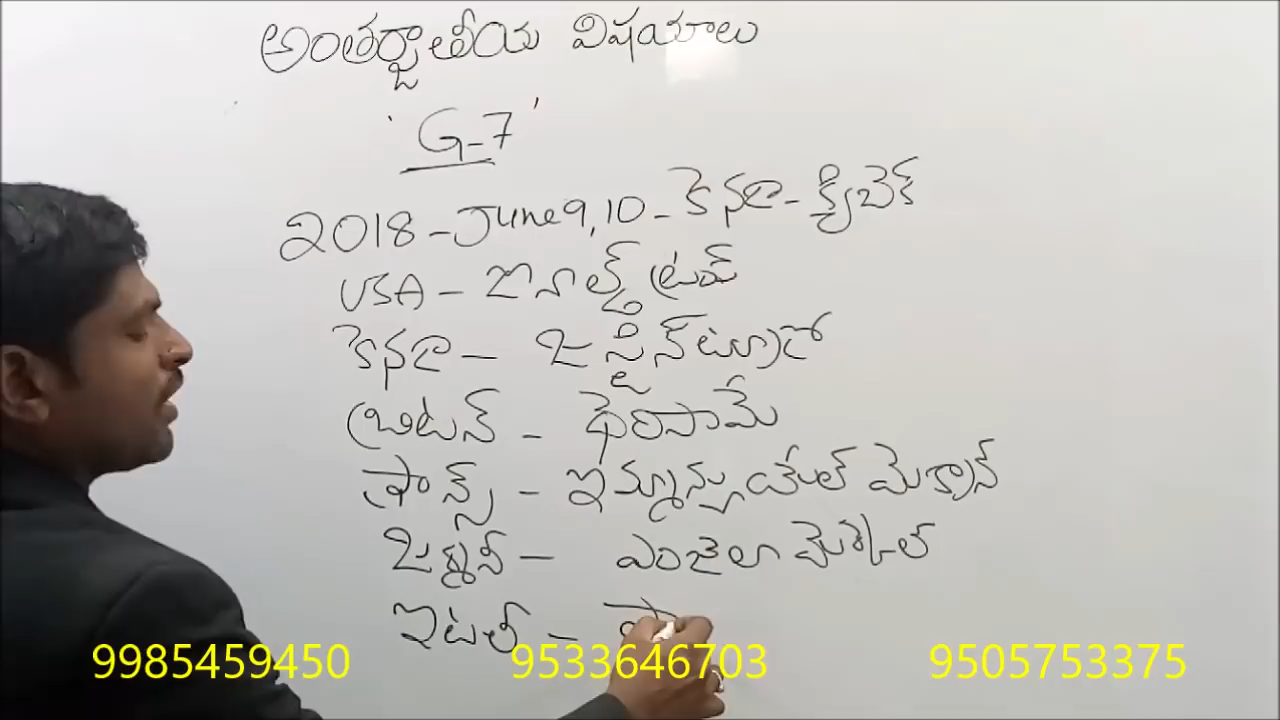 అంతర్జాతీయ విషయాలు
' G-7 '
2018 - June 9, 10 - కెనడా - క్యుబెక్
USA - డొనాల్డ్ ట్రంప్
కెనడా - జస్టిన్ ట్రూడో
బ్రిటన్ - థెరిసామే
ఫ్రాన్స్ - ఇమ్మాన్యుయేల్ మెక్రాన్
జర్మనీ - ఎంజెలా మెర్కెల్
ఇటలీ -
9985459450 9533646703 9505753375